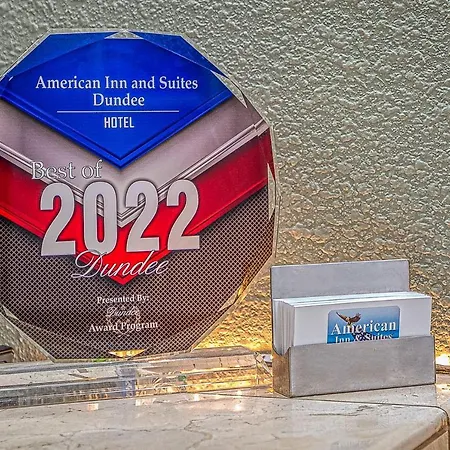 American Inn and Suites
Dundee
HOTEL
Best of
2022
Dundee
Presented By:
Dundee
Award Program
American
Inn & Suites